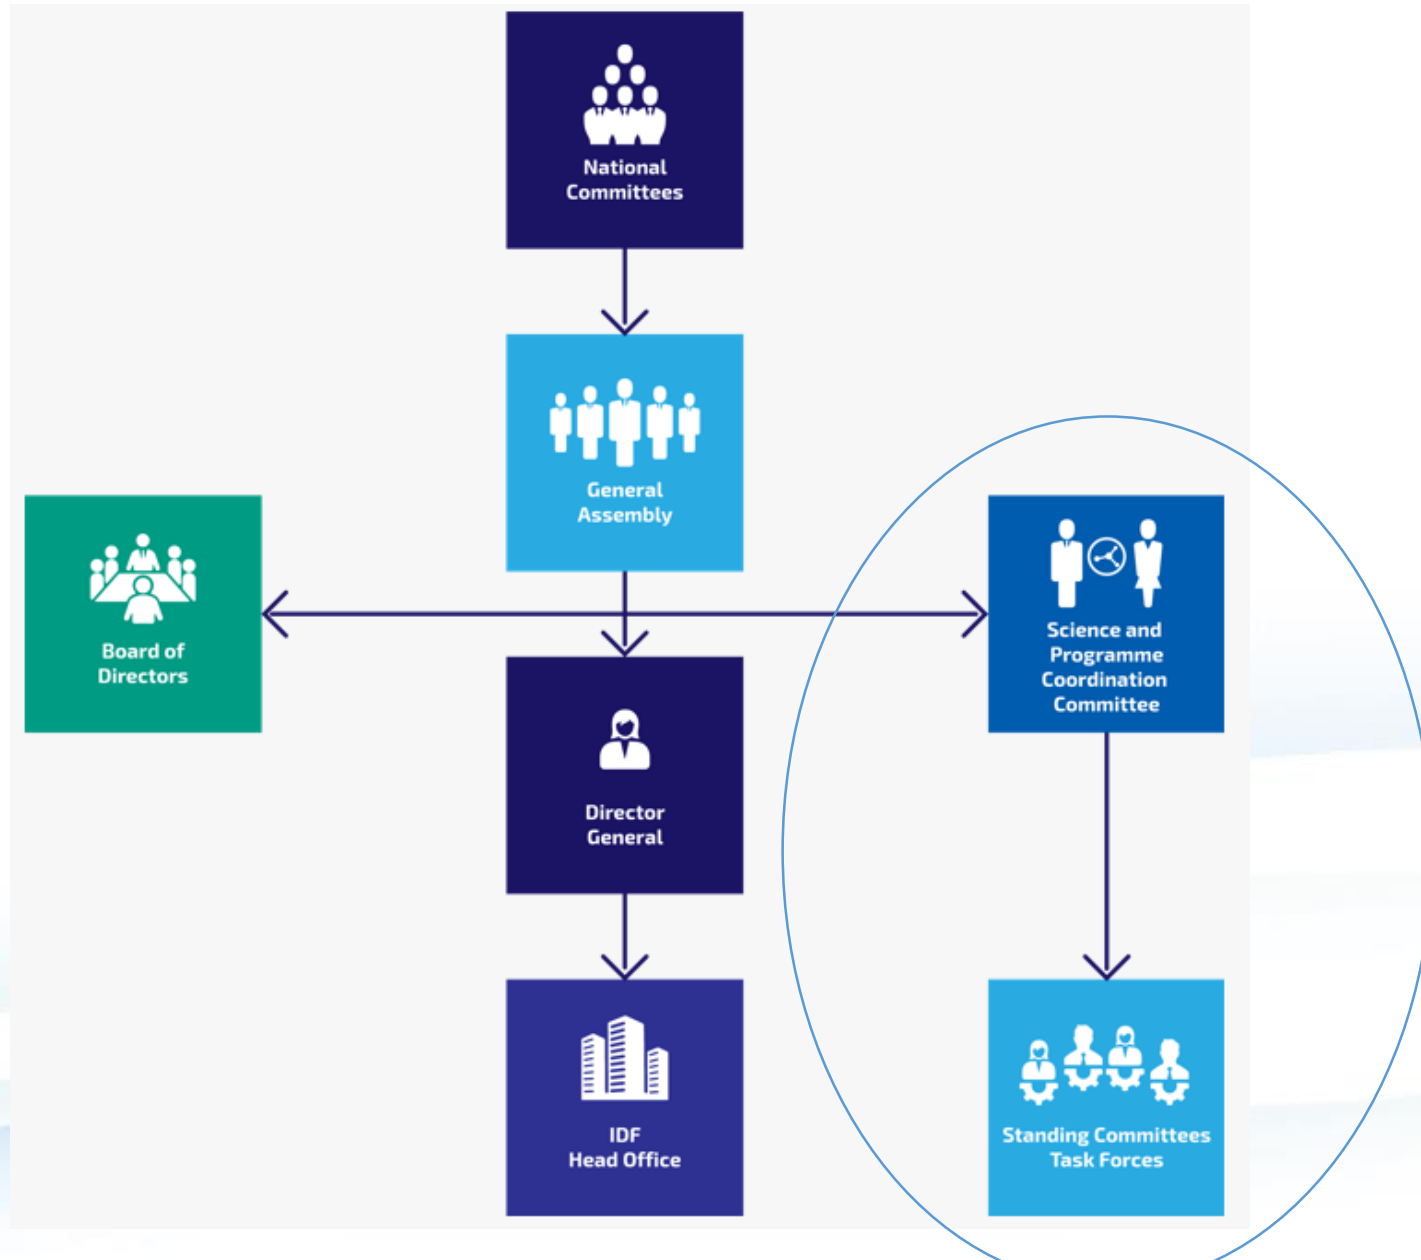 National
Committees
General
Assembly
Board of
Directors
Science and
Programme
Coordination
Committee
Director
General
IDF
Head Office
Standing Committees
Task Forces